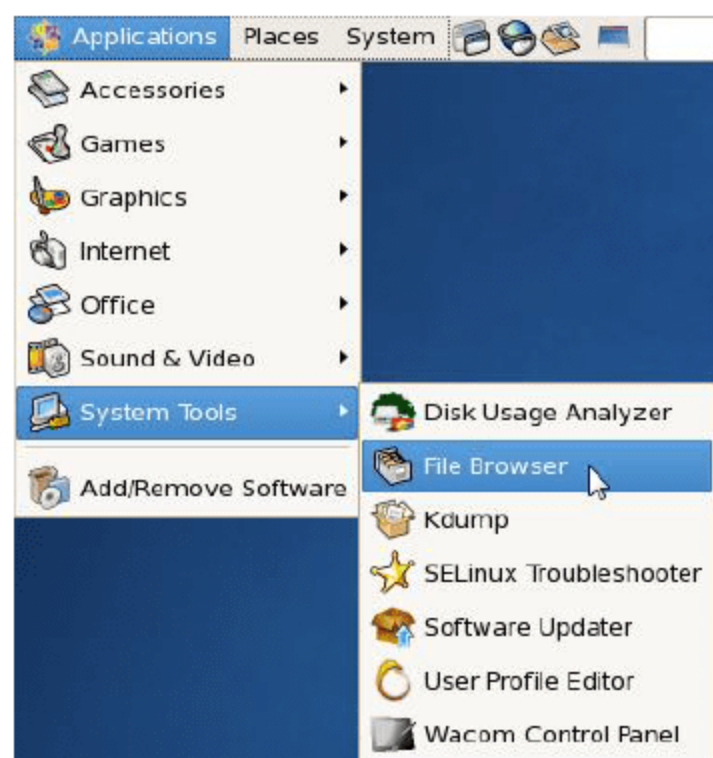 Applications Places System
Accessories
Games
Graphics
Internet
Office
Sound & Video
System Tools
Add/Remove Software
Disk Usage Analyzer
File Browser
Kdump
SELinux Troubleshooter
Software Updater
User Profile Editor
Wacom Control Panel